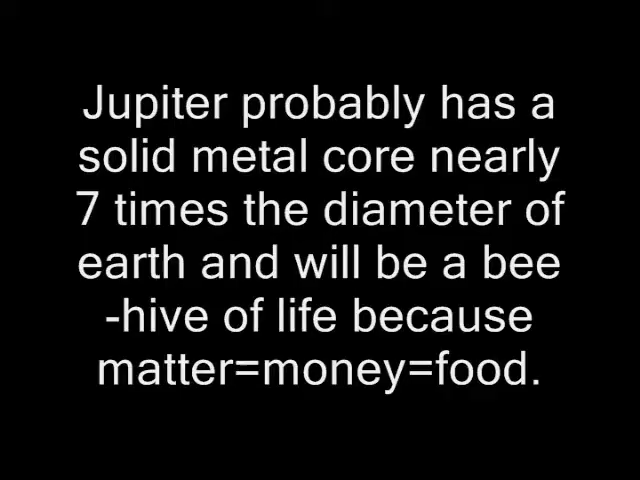 Jupiter probably has a
solid metal core nearly
7 times the diameter of
earth and will be a bee
-hive of life because
matter=money=food.